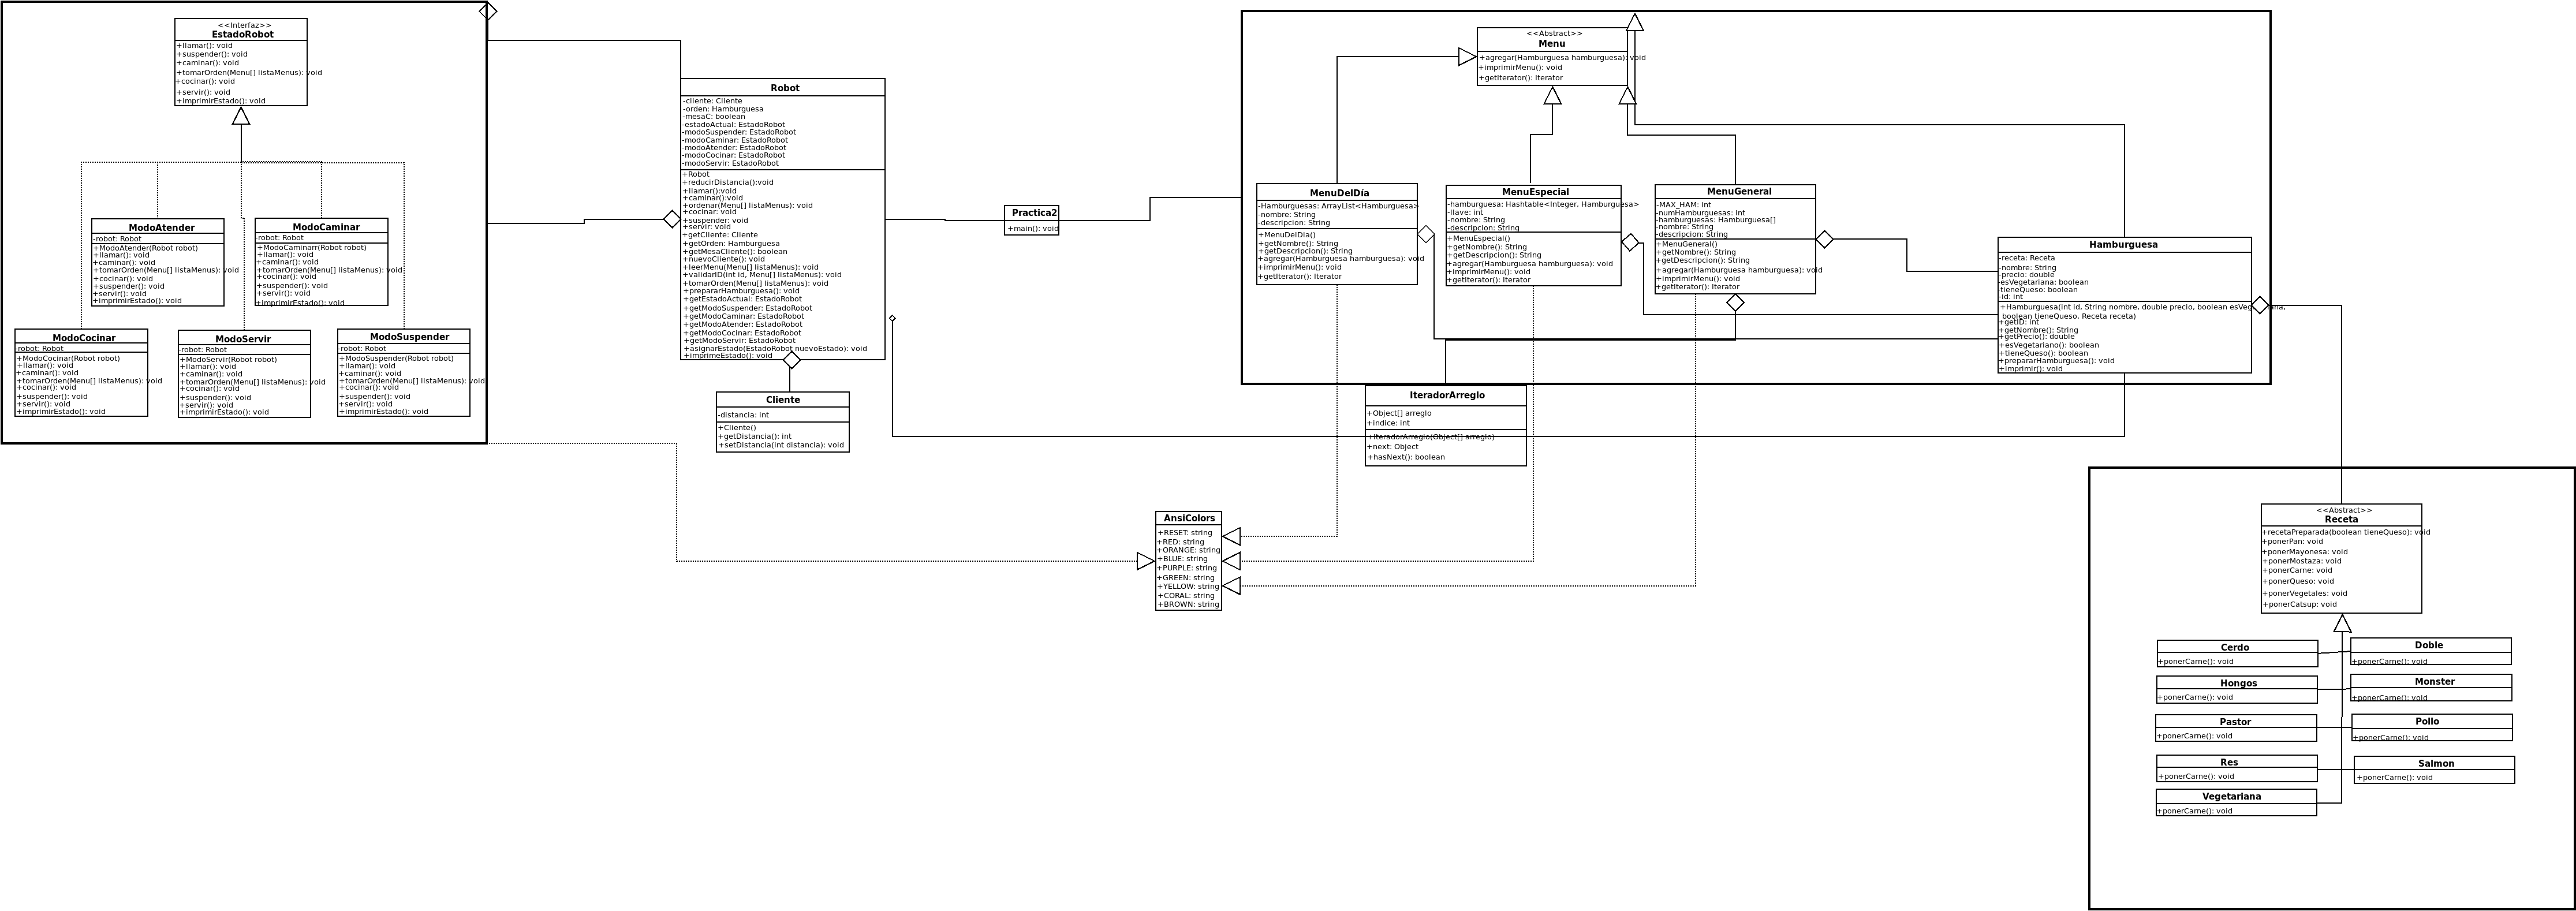 <<Interfaz>>
EstadoRobot
+llamar(): void
+suspender(): void
+caminar(): void
+tomarOrden(Menu[] listaMenus): void
+cocinar(): void
+servir(): void
+imprimirEstado(): void
ModoAtender
-robot: Robot
+ModoAtender(Robot robot)
+llamar(): void
+caminar(): void
+tomarOrden(Menu[] listaMenus): void
+cocinar(): void
+suspender(): void
+servir(): void
+imprimirEstado(): void
ModoCaminar
-robot: Robot
+ModoCaminarr(Robot robot)
+llamar(): void
+caminar(): void
+tomarOrden(Menu[] listaMenus): void
+cocinar(): void
+suspender(): void
+servir(): void
+imprimirEstado(): void
ModoCocinar
-robot: Robot
+ModoCocinar(Robot robot)
+llamar(): void
+caminar(): void
+tomarOrden(Menu[] listaMenus): void
+cocinar(): void
+suspender(): void
+servir(): void
+imprimirEstado(): void
ModoServir
-robot: Robot
+ModoServir(Robot robot)
+llamar(): void
+caminar(): void
+tomarOrden(Menu[] listaMenus): void
+cocinar(): void
+suspender(): void
+servir(): void
+imprimirEstado(): void
ModoSuspender
-robot: Robot
+ModoSuspender(Robot robot)
+llamar(): void
+caminar(): void
+tomarOrden(Menu[] listaMenus): void
+cocinar(): void
+suspender(): void
+servir(): void
+imprimirEstado(): void
Robot
-cliente: Cliente
-orden: Hamburguesa
-mesaC: boolean
-estadoActual: EstadoRobot
-modoSuspender: EstadoRobot
-modoCaminar: EstadoRobot
-modoAtender: EstadoRobot
-modoCocinar: EstadoRobot
-modoServir: EstadoRobot
+Robot
+reducirDistancia():void
+llamar():void
+caminar():void
+ordenar(Menu[] listaMenus): void
+cocinar: void
+suspender: void
+servir: void
+getCliente: Cliente
+getOrden: Hamburguesa
+getMesaCliente: boolean
+nuevoCliente(): void
+leerMenu(Menu[] listaMenus): void
+validarID(int id, Menu[] listaMenus): void
+tomarOrden(Menu[] listaMenus): void
+prepararHamburguesa(): void
+getEstadoActual: EstadoRobot
+getModoSuspender: EstadoRobot
+getModoCaminar: EstadoRobot
+getModoAtender: EstadoRobot
+getModoCocinar: EstadoRobot
+getModoServir: EstadoRobot
+asignarEstado(EstadoRobot nuevoEstado): void
+imprimeEstado(): void
Cliente
-distancia: int
+Cliente()
+getDistancia(): int
+setDistancia(int distancia): void
Practica2
+main(): void
<<Abstract>>
Menu
+agregar(Hamburguesa hamburguesa): void
+imprimirMenu(): void
+getIterator(): Iterator
MenuDelDía
-Hamburguesas: ArrayList<Hamburguesa>
-nombre: String
-descripcion: String
+MenuDelDia()
+getNombre(): String
+getDescripcion(): String
+agregar(Hamburguesa hamburguesa): void
+imprimirMenu(): void
+getIterator(): Iterator
MenuEspecial
-hamburguesa: Hashtable<Integer, Hamburguesa>
-llave: int
-nombre: String
-descripcion: String
+MenuEspecial()
+getNombre(): String
+getDescripcion(): String
+agregar(Hamburguesa hamburguesa): void
+imprimirMenu(): void
+getIterator(): Iterator
MenuGeneral
-MAX_HAM: int
-numHamburguesas: int
-hamburguesas: Hamburguesa[]
-nombre: String
-descripcion: String
+MenuGeneral()
+getNombre(): String
+getDescripcion(): String
+agregar(Hamburguesa hamburguesa): void
+imprimirMenu(): void
+getIterator(): Iterator
Hamburguesa
-receta: Receta
-nombre: String
-precio: double
-esVegetariana: boolean
-tieneQueso: boolean
-id: int
+Hamburguesa(int id, String nombre, double precio, boolean esVegetariana,
boolean tieneQueso, Receta receta)
+getID: int
+getNombre(): String
+getPrecio(): double
+esVegetariano(): boolean
+tieneQueso(): boolean
+prepararHamburguesa(): void
+imprimir(): void
IteradorArreglo
+Object[] arreglo
+indice: int
+IteradorArreglo(Object[] arreglo)
+next: Object
+hasNext(): boolean
AnsiColors
+RESET: string
+RED: string
+ORANGE: string
+BLUE: string
+PURPLE: string
+GREEN: string
+YELLOW: string
+CORAL: string
+BROWN: string
<<Abstract>>
Receta
+recetaPreparada(boolean tieneQueso): void
+ponerPan: void
+ponerMayonesa: void
+ponerMostaza: void
+ponerCarne: void
+ponerQueso: void
+ponerVegetales: void
+ponerCatsup: void
Cerdo
+ponerCarne(): void
Doble
+ponerCarne(): void
Hongos
+ponerCarne(): void
Monster
+ponerCarne(): void
Pastor
+ponerCarne(): void
Pollo
+ponerCarne(): void
Res
+ponerCarne(): void
Salmon
+ponerCarne(): void
Vegetariana
+ponerCarne(): void